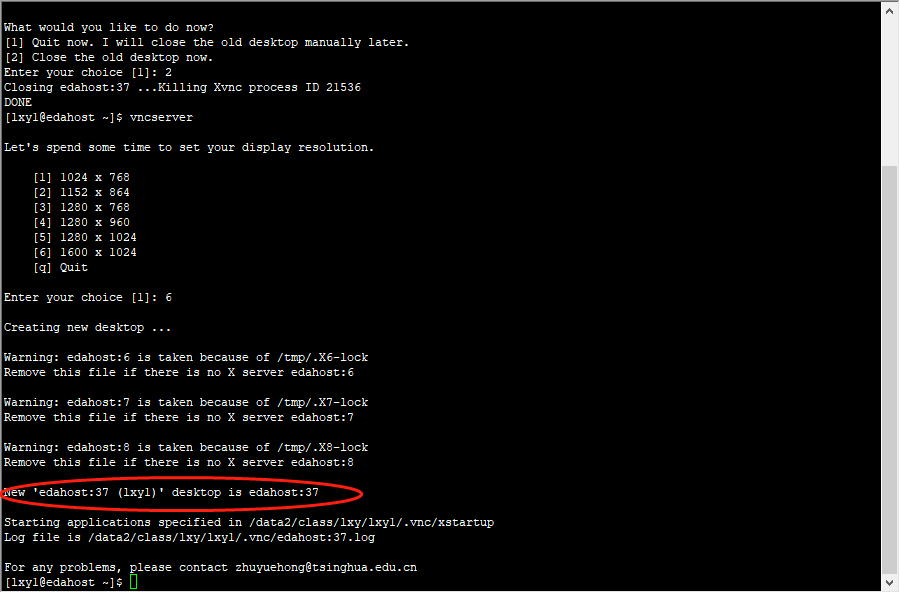 What would you like to do now?
[1] Quit now. I will close the old desktop manually later.
[2] Close the old desktop now.
Enter your choice [1]: 2
Closing edahost:37 ...Killing Xvnc process ID 21536
DONE
[lxyl@edahost ~]$ vncserver
Let's spend some time to set your display resolution.
[1] 1024 x 768
[2] 1152 x 864
[3] 1280 x 768
[4] 1280 x 960
[5] 1280 x 1024
[6] 1600 x 1024
[q] Quit
Enter your choice [1]: 6
Creating new desktop ...
Warning: edahost:6 is taken because of /tmp/.X6-lock
Remove this file if there is no X server edahost:6
Warning: edahost:7 is taken because of /tmp/.X7-lock
Remove this file if there is no X server edahost:7
Warning: edahost:8 is taken because of /tmp/.X8-lock
Remove this file if there is no X server edahost:8
New 'edahost:37 (lxyl)' desktop is edahost:37
Starting applications specified in /data2/class/lxy/lxyl/.vnc/xstartup
Log file is /data2/class/lxy/lxyl/.vnc/edahost:37.log
For any problems, please contact zhuyuehong@tsinghua.edu.cn
[lxyl@edahost ~]$